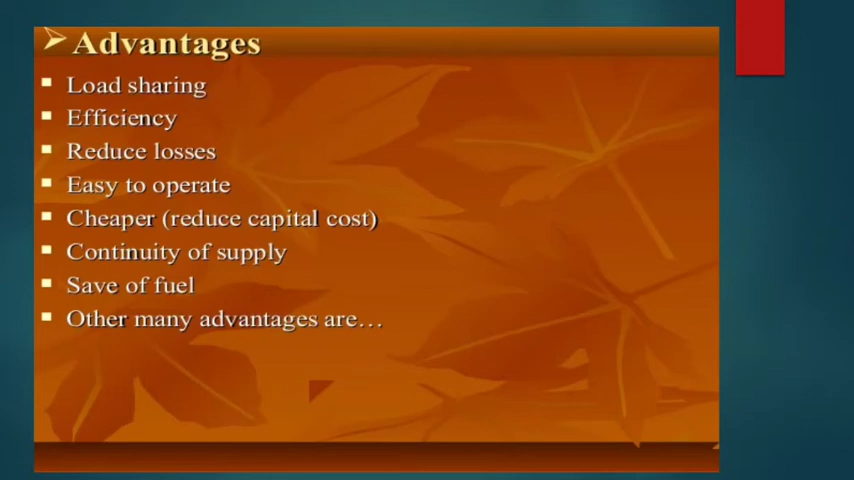 Advantages
Load sharing
Efficiency
Reduce losses
Easy to operate
Cheaper (reduce capital cost)
Continuity of supply
Save of fuel
Other many advantages are…